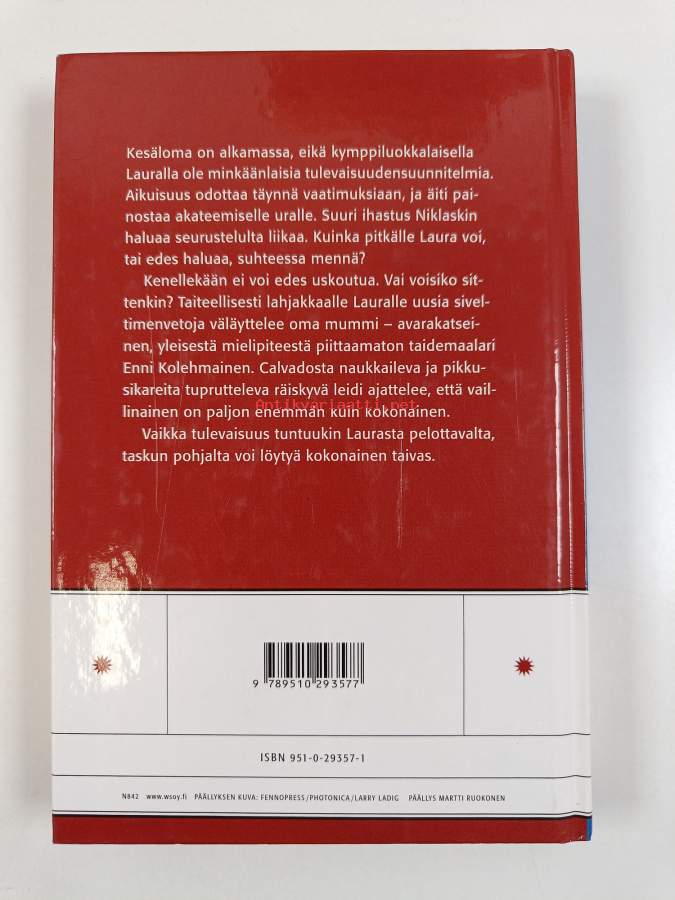 Kesäloma on alkamassa, eikä kymppiluokkalaisella
Lauralla ole minkäänlaisia tulevaisuudensuunnitelmia.
Aikuisuus odottaa täynnä vaatimuksiaan, ja äiti pai-
nostaa akateemiselle uralle. Suuri ihastus Niklaskin
haluaa seurustelulta liikaa. Kuinka pitkälle Laura voi,
tai edes haluaa, suhteessa mennä?
Kenellekään ei voi edes uskoutua. Vai voisiko sit-
tenkin? Taiteellisesti lahjakkaalle Lauralle uusia sivel-
timenvetoja väläyttelee oma mummi – avarakatsei-
nen, yleisestä mielipiteestä piittaamaton taidemaalari
Enni Kolehmainen. Calvadosta naukkaileva ja pikku-
sikareita tuprutteleva räiskyvä leidi ajattelee, että vail-
linainen on paljon enemmän kuin kokonainen.
Antikvariaatti.net
Vaikka tulevaisuus tuntuukin Laurasta pelottavalta,
taskun pohjalta voi löytyä kokonainen taivas.
9 789510 293577
ISBN 951-0-29357-1
N842 www.wsoy.fi PÄÄLLYKSEN KUVA: FENNOPRESS/PHOTONICA/LARRY LADIG PÄÄLLYS MARTTI RUOKONEN